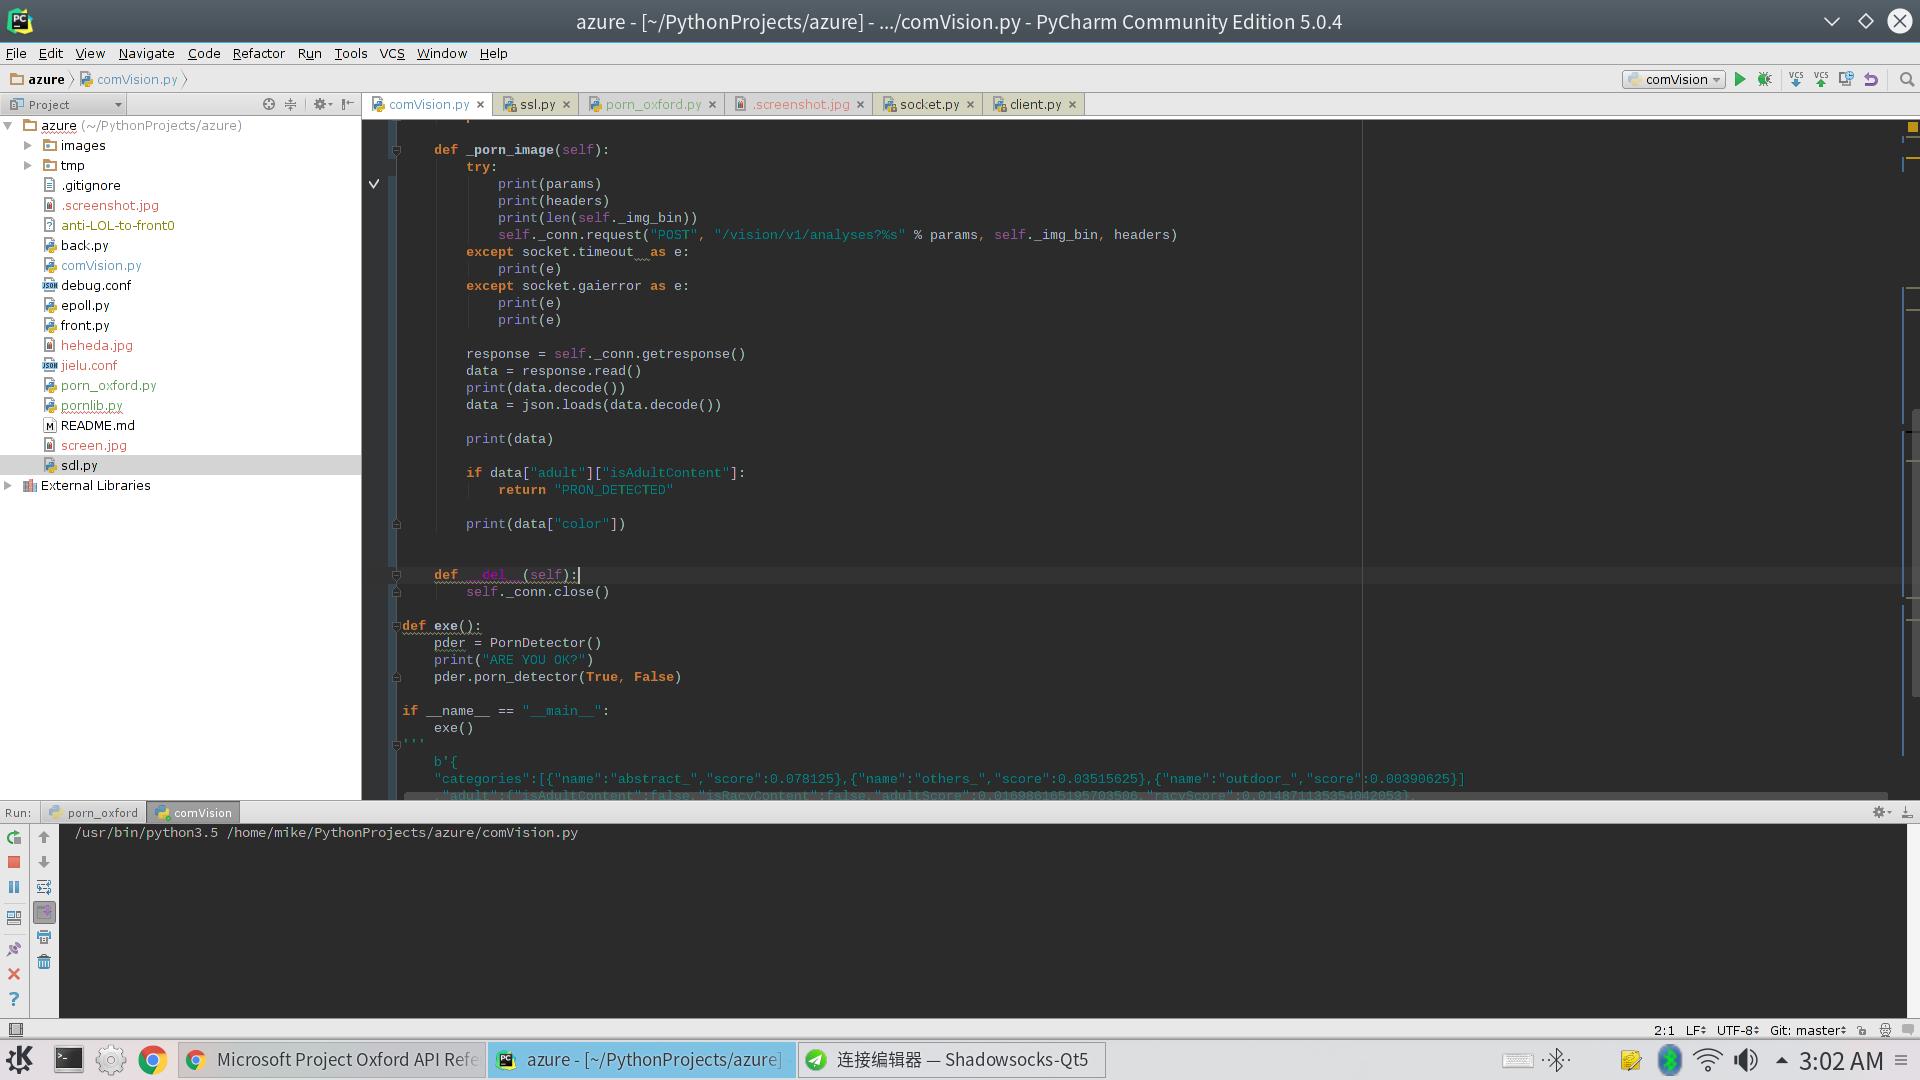 azure - [~/PythonProjects/azure] - .../comVision.py - PyCharm Community Edition 5.0.4
File Edit View Navigate Code Refactor Run Tools VCS Window Help
azure comVision.py
comVision
VCS VCS
Project
comVision.py ssl.py porn_oxford.py .screenshot.jpg socket.py client.py
azure (~/PythonProjects/azure)
images
tmp
.gitignore
.screenshot.jpg
anti-LOL-to-front0
back.py
comVision.py
debug.conf
epoll.py
front.py
heheda.jpg
jielu.conf
porn_oxford.py
pornlib.py
README.md
screen.jpg
sdl.py
External Libraries
def _porn_image(self):
try:
print(params)
print(headers)
print(len(self._img_bin))
self._conn.request("POST", "/vision/v1/analyses?%s" % params, self._img_bin, headers)
except socket.timeout  as e:
print(e)
except socket.gaierror as e:
print(e)
print(e)
response = self._conn.getresponse()
data = response.read()
print(data.decode())
data = json.loads(data.decode())
print(data)
if data["adult"]["isAdultContent"]:
return "PRON_DETECTED"
print(data["color"])
def __del__(self):
self._conn.close()
def exe():
pder = PornDetector()
print("ARE YOU OK?")
pder.porn_detector(True, False)
if __name__ == "__main__":
exe()
'''
b'{
"categories":[{"name":"abstract_","score":0.078125},{"name":"others_","score":0.03515625},{"name":"outdoor_","score":0.00390625}]
,"adult":{"isAdultContent":false,"isRacyContent":false,"adultScore":0.016986165195703506,"racyScore":0.014871135354042053},
Run: porn_oxford comVision
/usr/bin/python3.5 /home/mike/PythonProjects/azure/comVision.py
2:1 LF UTF-8 Git: master
Microsoft Project Oxford API Refe
azure - [~/PythonProjects/azure]
连接编辑器 — Shadowsocks-Qt5
3:02 AM